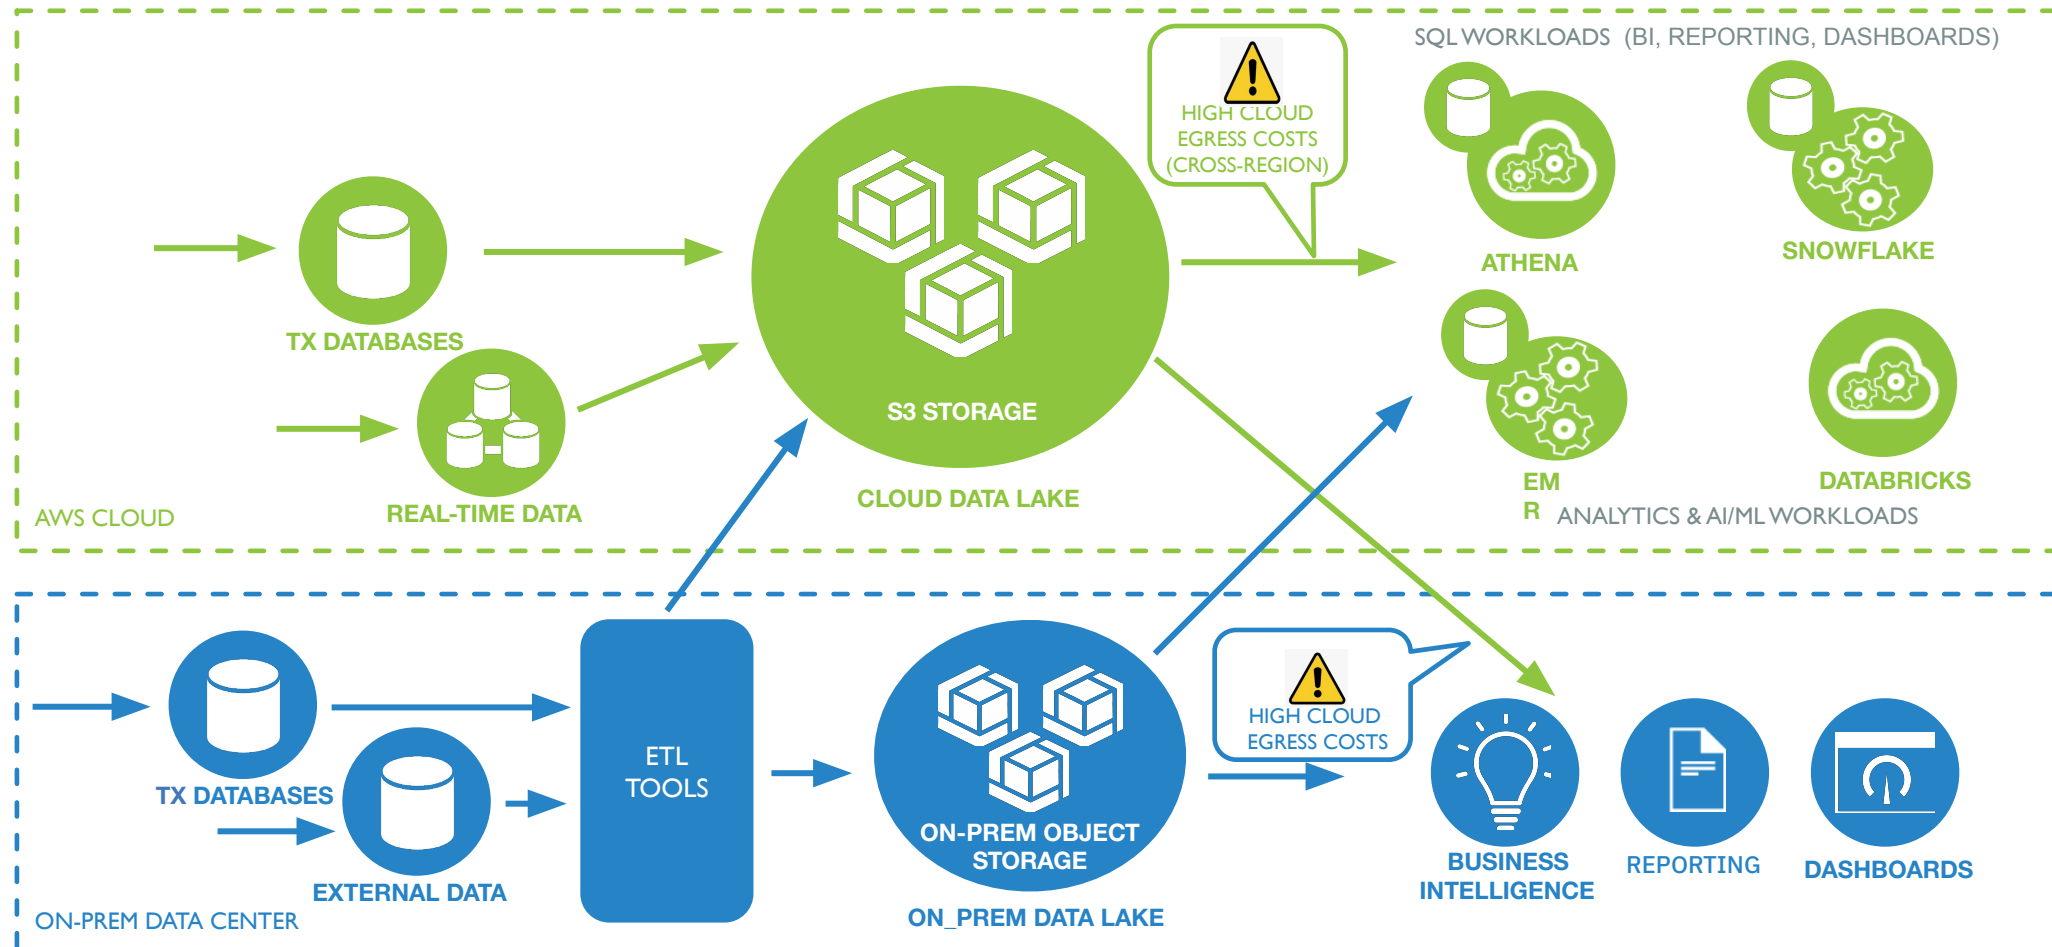 SQL WORKLOADS (BI, REPORTING, DASHBOARDS)
HIGH CLOUD
EGRESS COSTS
(CROSS-REGION)
ATHENA
SNOWFLAKE
TX DATABASES
S3 STORAGE
EM
R
DATABRICKS
CLOUD DATA LAKE
REAL-TIME DATA
AWS CLOUD
ANALYTICS & AI/ML WORKLOADS
HIGH CLOUD
EGRESS COSTS
ETL
TOOLS
TX DATABASES
ON-PREM OBJECT
STORAGE
BUSINESS
INTELLIGENCE
REPORTING
DASHBOARDS
EXTERNAL DATA
ON_PREM DATA LAKE
ON-PREM DATA CENTER